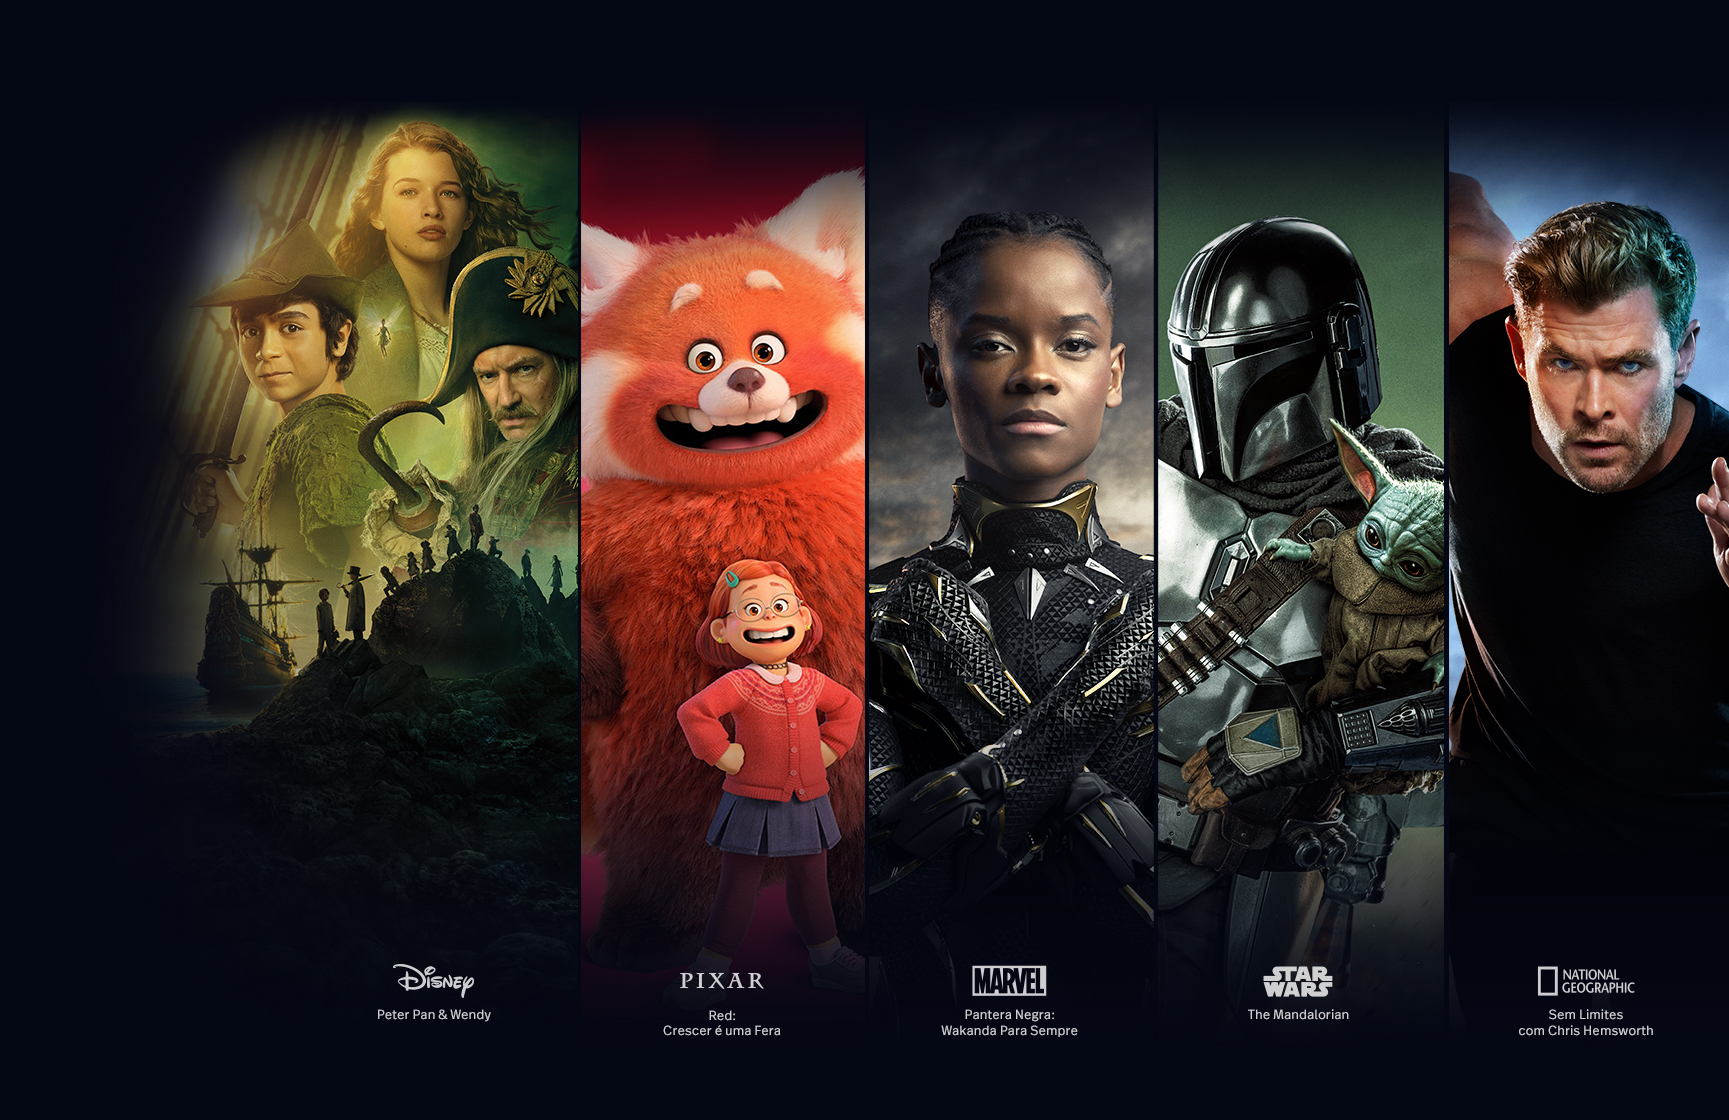 Disney
Peter Pan & Wendy
PIXAR
Red:
Crescer é uma Fera
MARVEL
Pantera Negra:
Wakanda Para Sempre
STAR
WARS
The Mandalorian
NATIONAL
GEOGRAPHIC
Sem Limites
com Chris Hemsworth